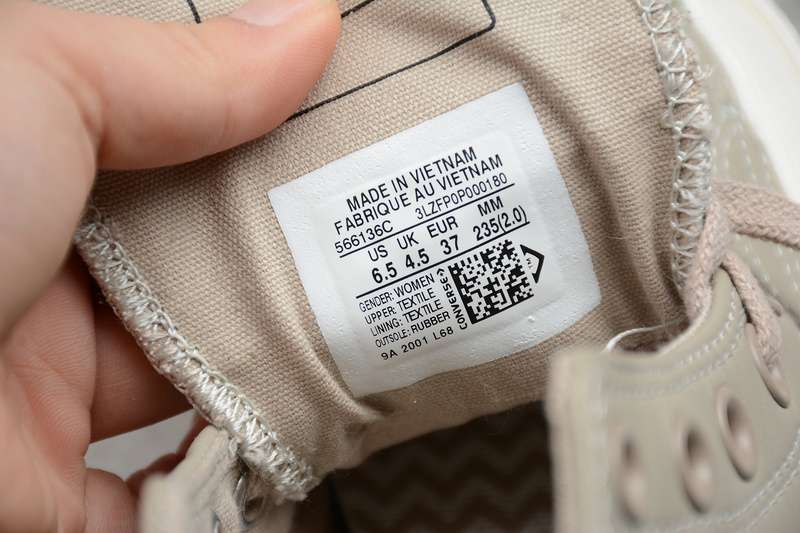 MADE IN VIETNAM
FABRIQUE AU VIETNAM
566136C 3LZFP0P000180
US UK EUR MM
6.5 4.5 37 235(2.0)
GENDER: WOMEN
UPPER: TEXTILE
LINING: TEXTILE
OUTSOLE: RUBBER
9A 2001 L68
CONVERSE